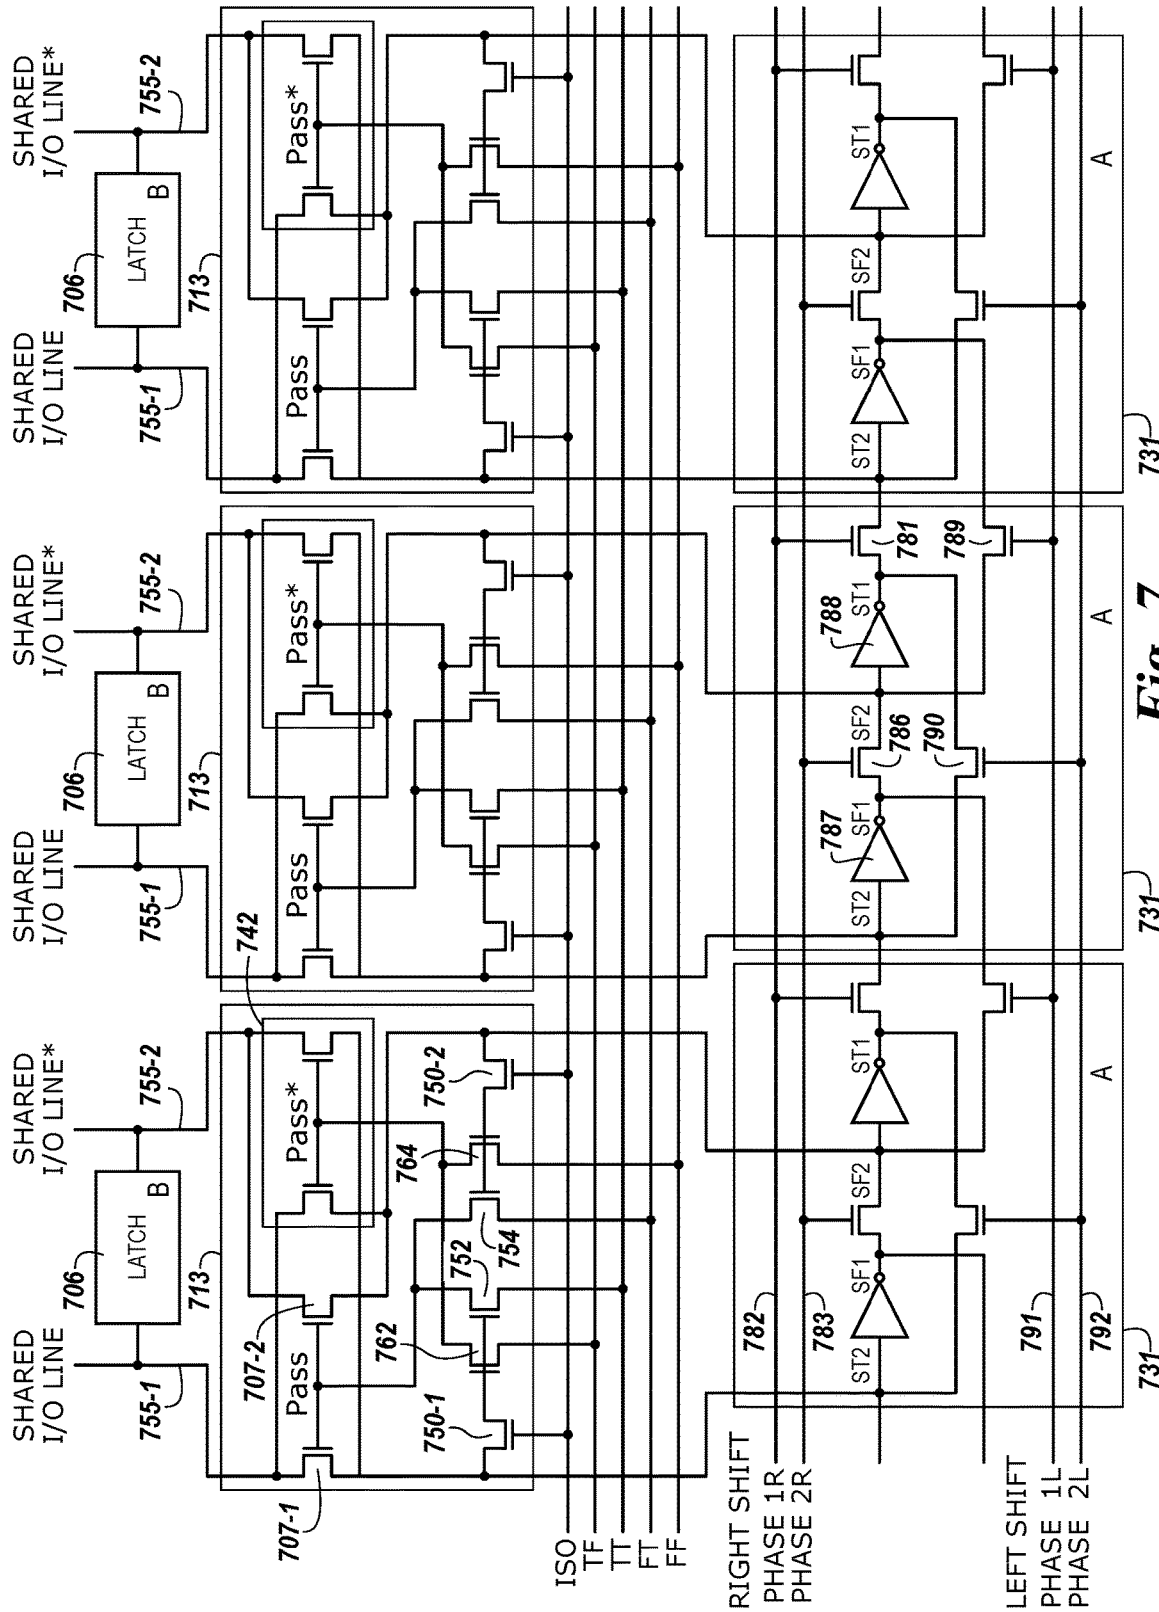 SHARED
I/O LINE
SHARED
I/O LINE*
SHARED
I/O LINE
SHARED
I/O LINE*
SHARED
I/O LINE
SHARED
I/O LINE*
706
706
706
755-1
755-2
755-1
755-2
755-1
755-2
LATCH
B
LATCH
B
LATCH
B
713
742
713
713
707-1
707-2
Pass
Pass*
Pass
Pass*
Pass
Pass*
762
752
764
750-1
754
750-2
ISO
TF
TT
FT
FF
RIGHT SHIFT
PHASE 1R
PHASE 2R
782
783
787
788
ST2
SF1
SF2
ST1
ST2
SF1
SF2
ST1
ST2
SF1
SF2
ST1
786
781
790
789
LEFT SHIFT
PHASE 1L
PHASE 2L
791
792
A
A
A
731
731
731
Fig. 7